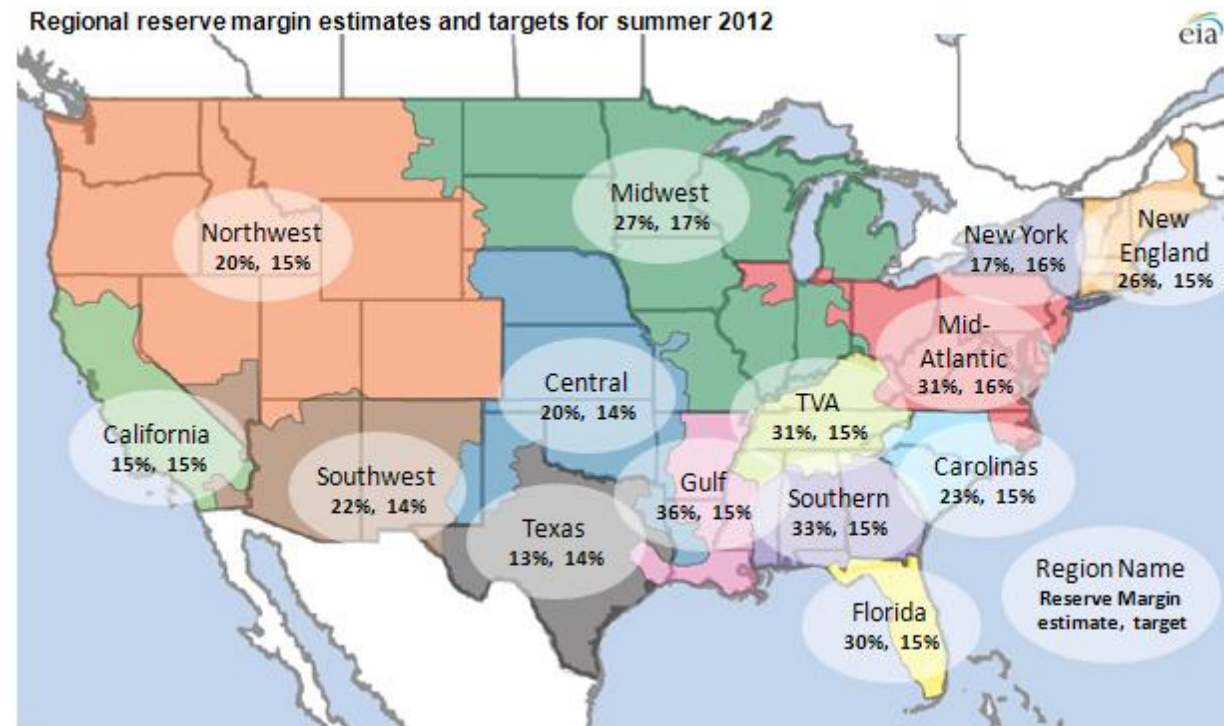 Regional reserve margin estimates and targets for summer 2012
eia
Midwest
27%, 17%
Northwest
20%, 15%
New York
17%, 16%
New
England
26%, 15%
Mid-
Atlantic
31%, 16%
Central
20%, 14%
TVA
31%, 15%
California
15%, 15%
Southwest
22%, 14%
Gulf
36%, 15%
Southern
33%, 15%
Carolinas
23%, 15%
Texas
13%, 14%
Florida
30%, 15%
Region Name
Reserve Margin
estimate, target